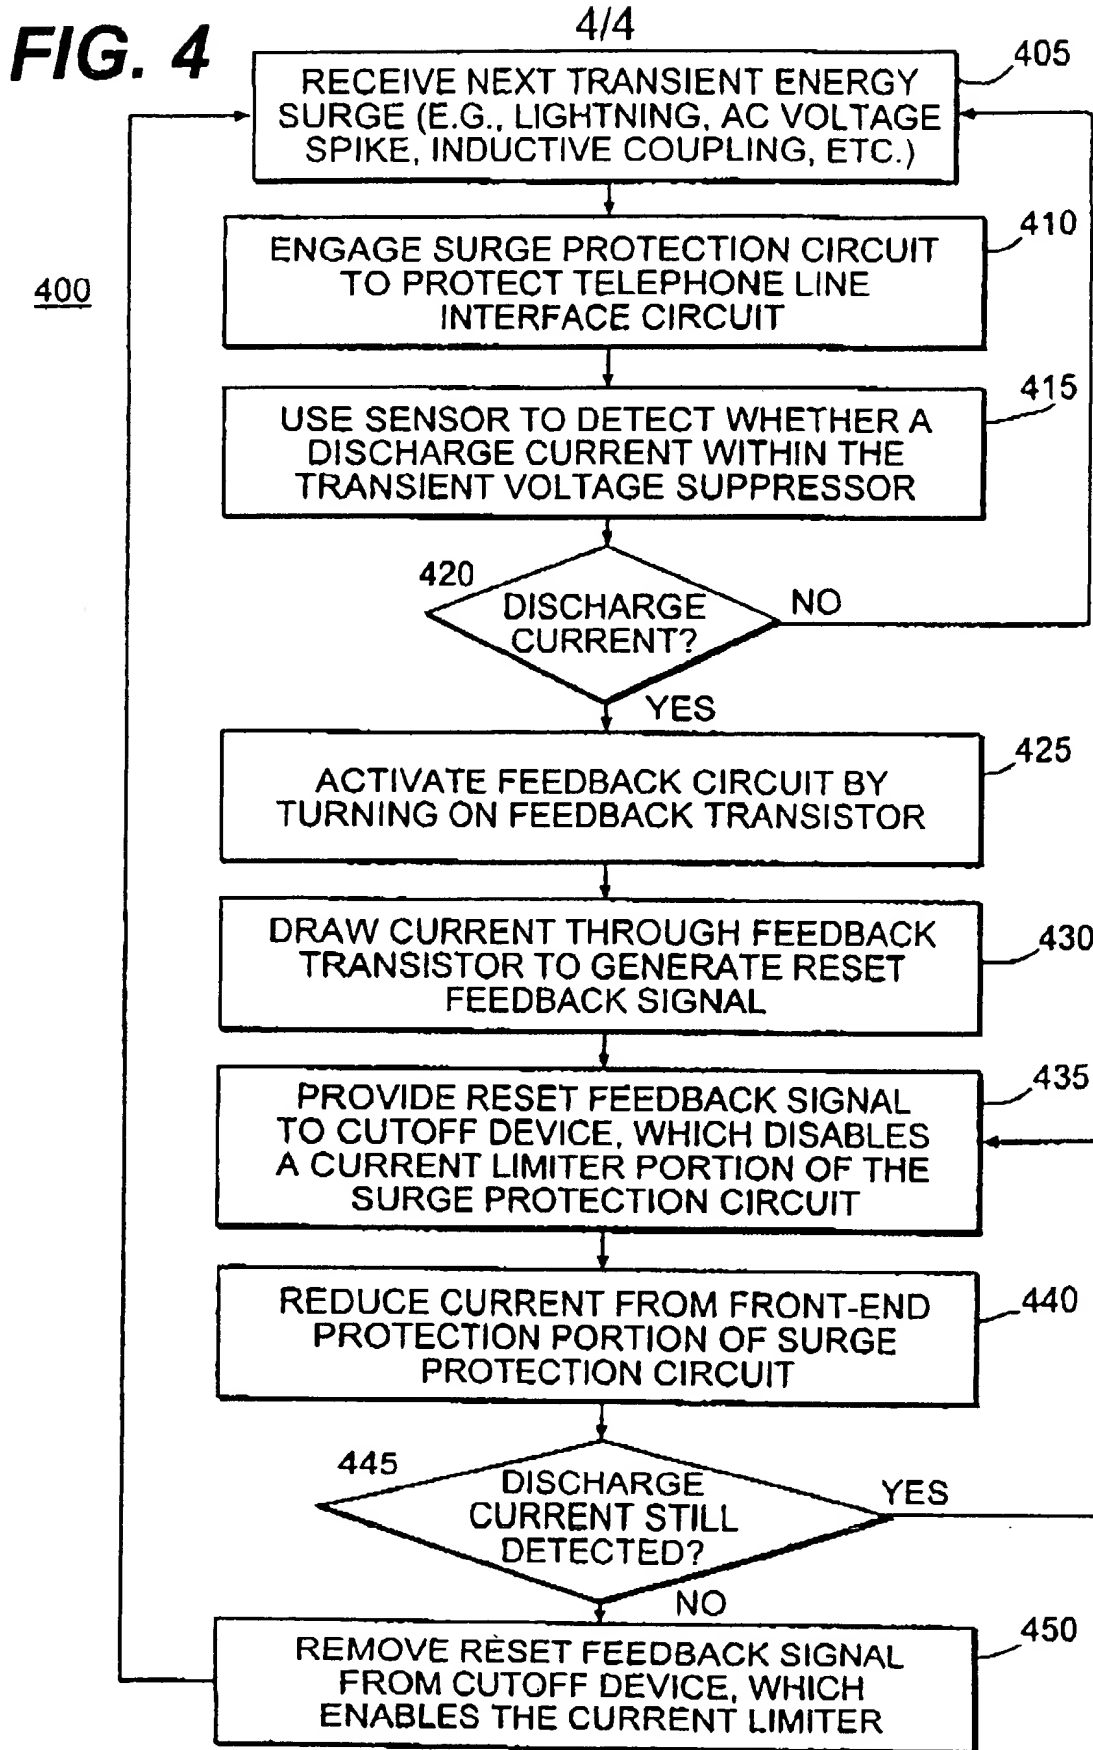 4/4
FIG. 4
405
RECEIVE NEXT TRANSIENT ENERGY
SURGE (E.G., LIGHTNING, AC VOLTAGE
SPIKE, INDUCTIVE COUPLING, ETC.)
410
ENGAGE SURGE PROTECTION CIRCUIT
TO PROTECT TELEPHONE LINE
INTERFACE CIRCUIT
400
415
USE SENSOR TO DETECT WHETHER A
DISCHARGE CURRENT WITHIN THE
TRANSIENT VOLTAGE SUPPRESSOR
420
DISCHARGE
CURRENT?
NO
YES
425
ACTIVATE FEEDBACK CIRCUIT BY
TURNING ON FEEDBACK TRANSISTOR
430
DRAW CURRENT THROUGH FEEDBACK
TRANSISTOR TO GENERATE RESET
FEEDBACK SIGNAL
435
PROVIDE RESET FEEDBACK SIGNAL
TO CUTOFF DEVICE, WHICH DISABLES
A CURRENT LIMITER PORTION OF THE
SURGE PROTECTION CIRCUIT
440
REDUCE CURRENT FROM FRONT-END
PROTECTION PORTION OF SURGE
PROTECTION CIRCUIT
445
DISCHARGE
CURRENT STILL
DETECTED?
YES
NO
450
REMOVE RESET FEEDBACK SIGNAL
FROM CUTOFF DEVICE, WHICH
ENABLES THE CURRENT LIMITER